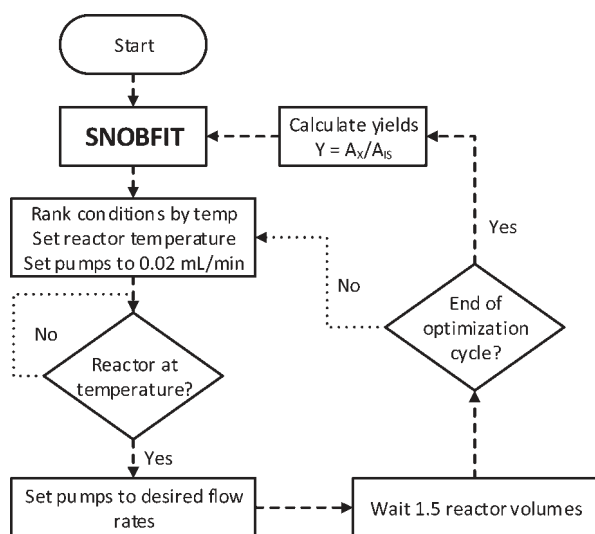 Start
SNOBFIT
Calculate yields
Y = Aₓ/A_IS
Rank conditions by temp
Set reactor temperature
Set pumps to 0.02 mL/min
Yes
No
End of
optimization
cycle?
No
Reactor at
temperature?
Yes
Set pumps to desired flow
rates
Wait 1.5 reactor volumes